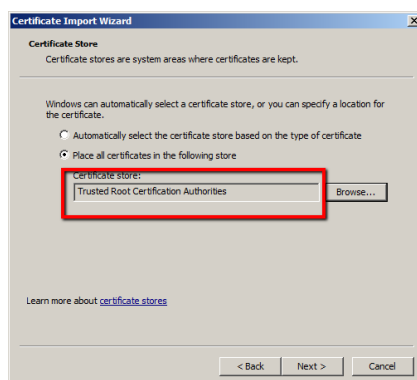 Certificate Import Wizard
Certificate Store
Certificate stores are system areas where certificates are kept.
Windows can automatically select a certificate store, or you can specify a location for
the certificate.
Automatically select the certificate store based on the type of certificate
Place all certificates in the following store
Certificate store:
Trusted Root Certification Authorities
Browse...
Learn more about certificate stores
< Back
Next >
Cancel